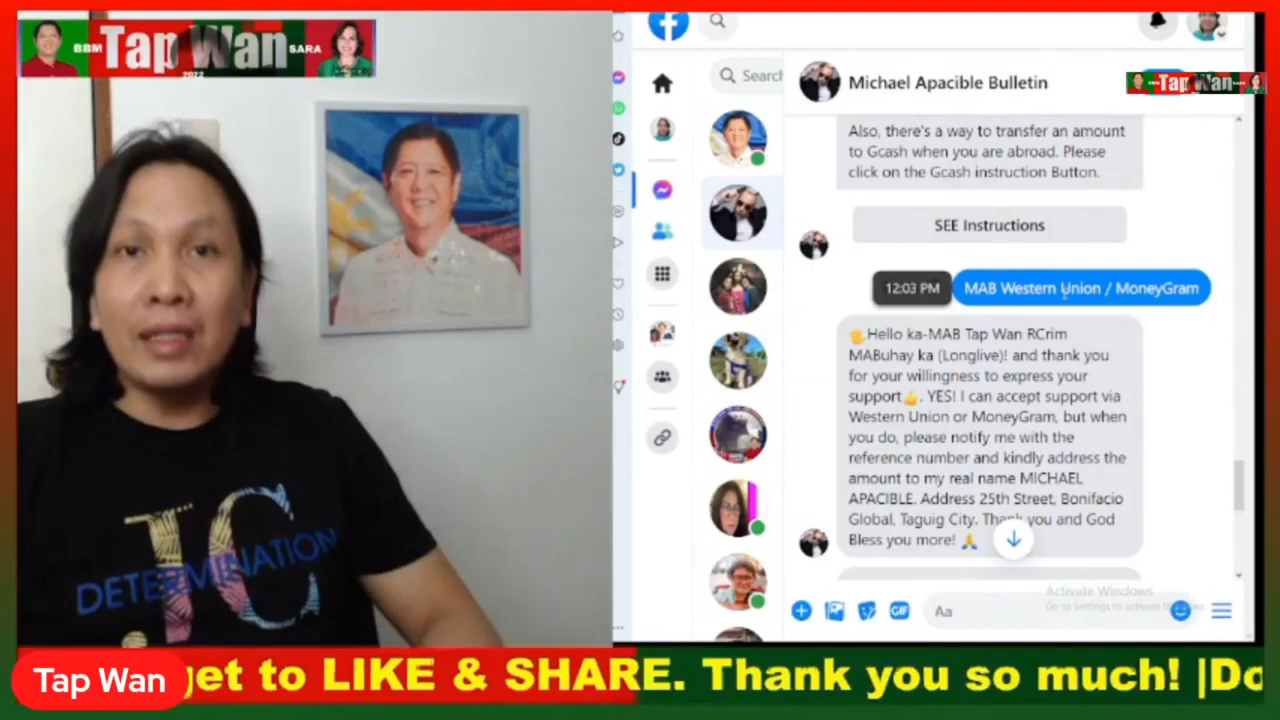 BBM Tap Wan SARA
2022
DETERMINATION
Search
Michael Apacible Bulletin
Tap Wan
Also, there's a way to transfer an amount
to Gcash when you are abroad. Please
click on the Gcash instruction Button.
SEE Instructions
12:03 PM
MAB Western Union / MoneyGram
Hello ka-MAB Tap Wan RCrim
MABuhay ka (Longlive)! and thank you
for your willingness to express your
support👍. YES! I can accept support via
Western Union or MoneyGram, but when
you do, please notify me with the
reference number and kindly address the
amount to my real name MICHAEL
APACIBLE. Address 25th Street, Bonifacio
Global, Taguig City. Thank you and God
Bless you more! 🙏
Activate Windows
Go to Settings to activate Windows
GIF
Aa
Tap Wan
get to LIKE & SHARE. Thank you so much! |Do